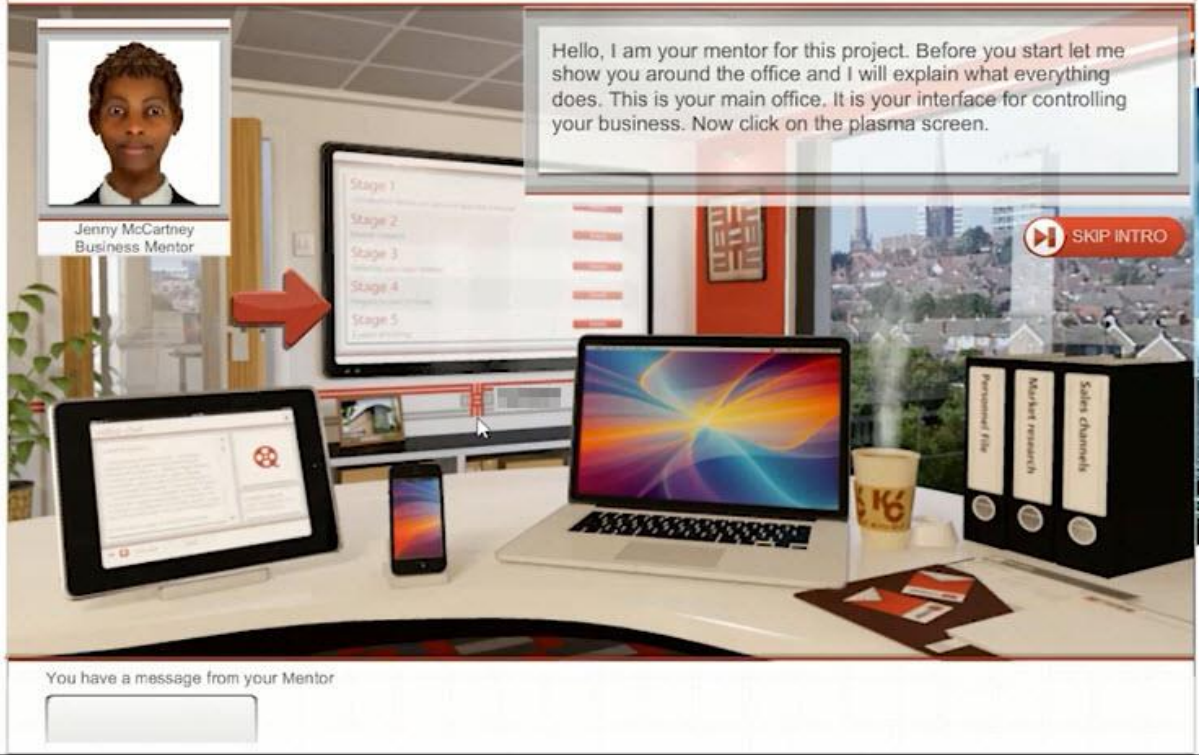 Hello, I am your mentor for this project. Before you start let me
show you around the office and I will explain what everything
does. This is your main office. It is your interface for controlling
your business. Now click on the plasma screen.
Jenny McCartney
Business Mentor
SKIP INTRO
Stage 1
Stage 2
Stage 3
Stage 4
Stage 5
Personnel File
Market research
Sales channels
K6
You have a message from your Mentor